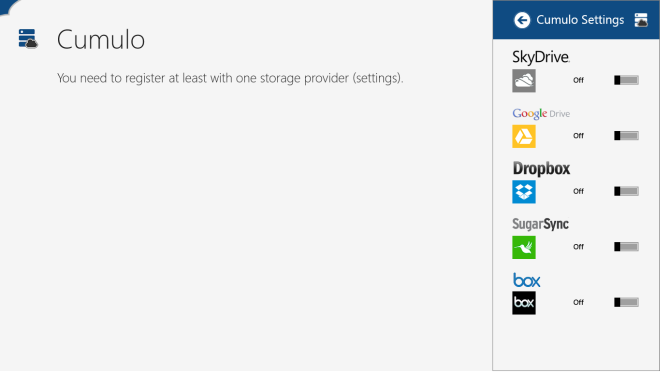 Cumulo
You need to register at least with one storage provider (settings).
Cumulo Settings
SkyDrive
Off
Google Drive
Off
Dropbox
Off
SugarSync
Off
box
box
Off